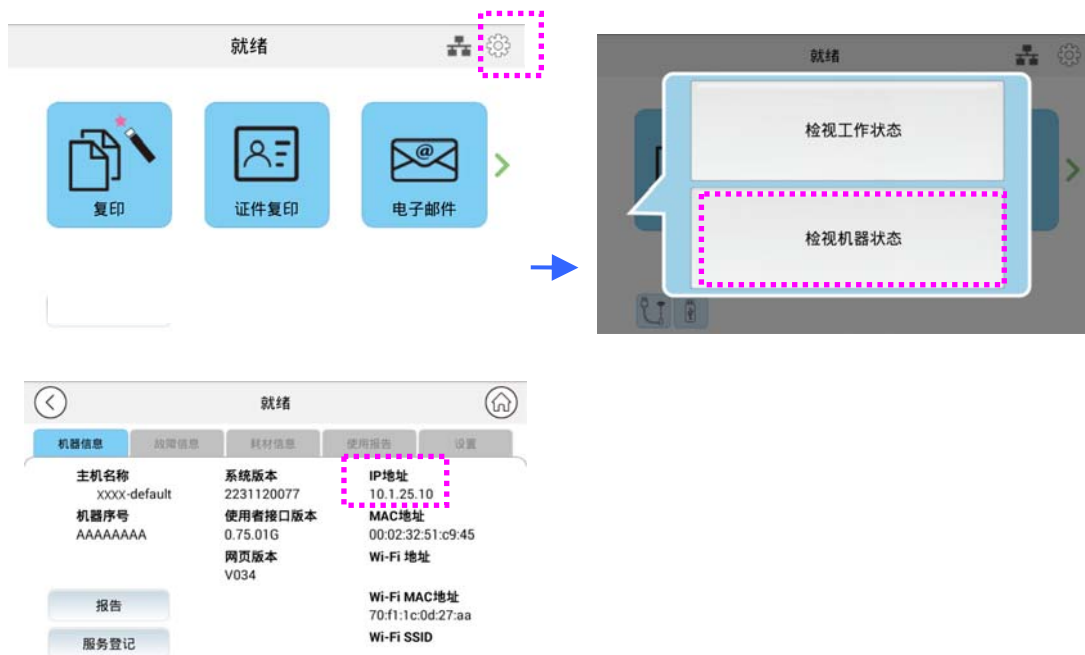 就绪
复印
证件复印
电子邮件
就绪
检视工作状态
检视机器状态
就绪
机器信息 故障信息 耗材信息 使用报告 设置
主机名称 系统版本 IP地址
xxxx-default 2231120077 10.1.25.10
机器序号 使用者接口版本 MAC地址
AAAAAAAA 0.75.01G 00:02:32:51:c9:45
网页版本 Wi-Fi 地址
V034
报告 Wi-Fi MAC地址
70:f1:1c:0d:27:aa
服务登记 Wi-Fi SSID